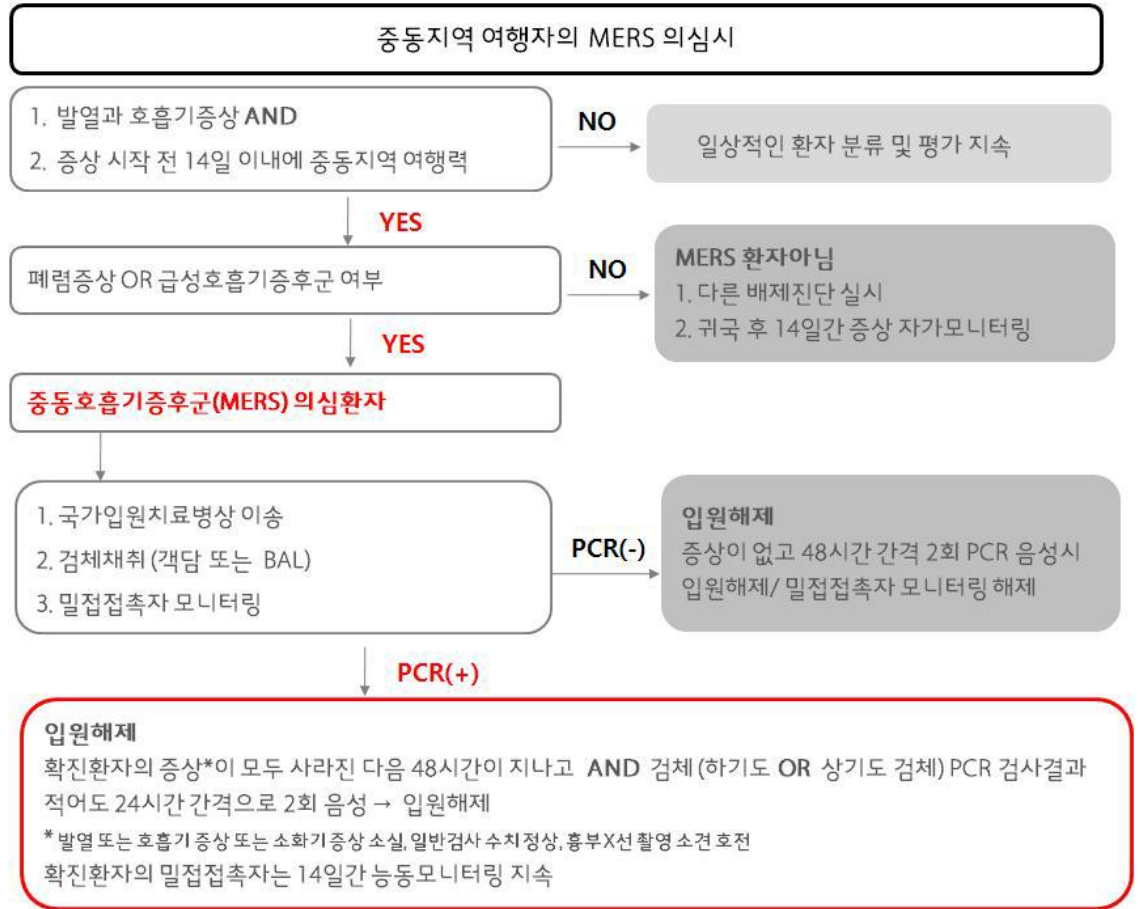 중동지역 여행자의 MERS 의심시
1. 발열과 호흡기증상 AND
2. 증상 시작 전 14일 이내에 중동지역 여행력
NO
일상적인 환자 분류 및 평가 지속
YES
폐렴증상 OR 급성호흡기증후군 여부
NO
MERS 환자아님
1. 다른 배제진단 실시
2. 귀국 후 14일간 증상 자가모니터링
YES
중동호흡기증후군(MERS) 의심환자
1. 국가입원치료병상 이송
2. 검체채취 (객담 또는 BAL)
3. 밀접접촉자 모니터링
PCR(-)
입원해제
증상이 없고 48시간 간격 2회 PCR 음성시
입원해제/ 밀접접촉자 모니터링 해제
PCR(+)
입원해제
확진환자의 증상*이 모두 사라진 다음 48시간이 지나고 AND 검체 (하기도 OR 상기도 검체) PCR 검사결과
적어도 24시간 간격으로 2회 음성 → 입원해제
* 발열 또는 호흡기 증상 또는 소화기 증상 소실, 일반검사 수치 정상, 흉부X선 촬영 소견 호전
확진환자의 밀접접촉자는 14일간 능동모니터링 지속